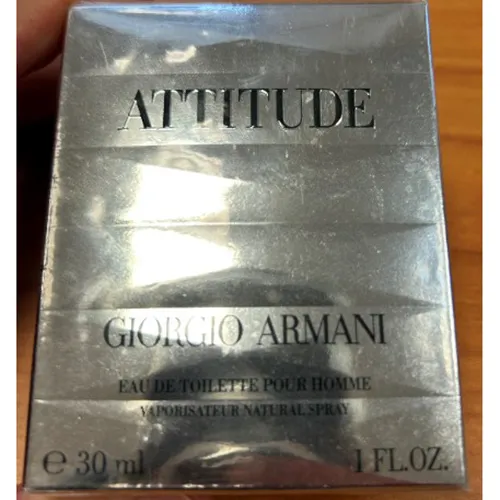 ATTITUDE
GIORGIO ARMANI
EAU DE TOILETTE POUR HOMME
VAPORISATEUR NATURAL SPRAY
℮ 30 ml 1 FL.OZ.